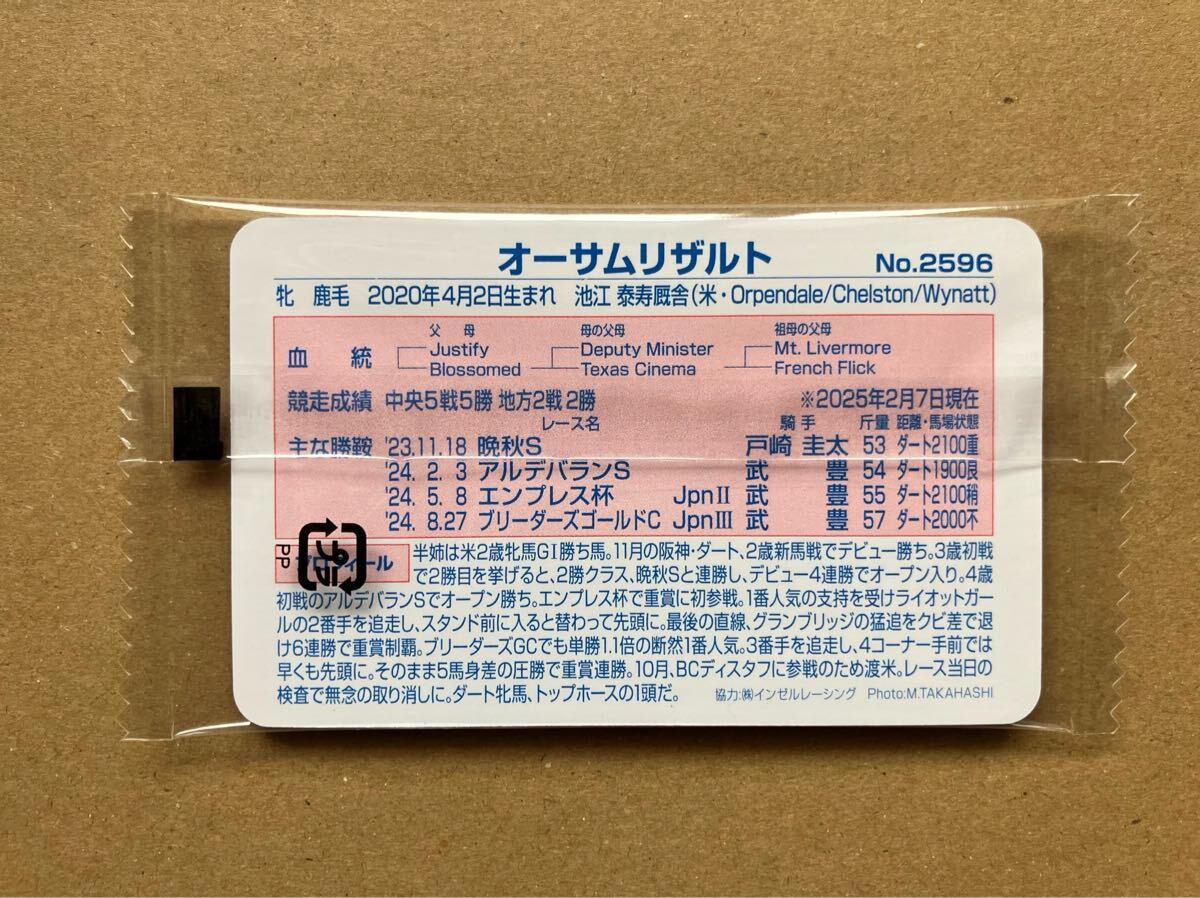 オーサムリザルト No.2596
牝 鹿毛 2020年4月2日生まれ 池江 泰寿厩舎(米・Orpendale/Chelston/Wynatt)
父 母 母の父母 祖母の父母
血統 Justify Deputy Minister Mt. Livermore
Blossomed Texas Cinema French Flick
競走成績 中央5戦5勝 地方2戦2勝 ※2025年2月7日現在
レース名 騎手 斤量 距離・馬場状態
主な勝鞍 '23.11.18 晩秋S 戸崎 圭太 53 ダート2100重
'24. 2. 3 アルデバランS 武 豊 54 ダート1900良
'24. 5. 8 エンプレス杯 JpnⅡ 武 豊 55 ダート2100稍
'24. 8.27 ブリーダーズゴールドC JpnⅢ 武 豊 57 ダート2000不
プロフィール 半姉は米2歳牝馬GⅠ勝ち馬。11月の阪神・ダート、2歳新馬戦でデビュー勝ち。3歳初戦
で2勝目を挙げると、2勝クラス、晩秋Sと連勝し、デビュー4連勝でオープン入り。4歳
初戦のアルデバランSでオープン勝ち。エンプレス杯で重賞に初参戦。1番人気の支持を受けライオットガー
ルの2番手を追走し、スタンド前に入ると替わって先頭に。最後の直線、グランブリッジの猛追をクビ差で退
け6連勝で重賞制覇。ブリーダーズGCでも単勝1.1倍の断然1番人気。3番手を追走し、4コーナー手前では
早くも先頭に。そのまま5馬身差の圧勝で重賞連勝。10月、BCディスタフに参戦のため渡米。レース当日の
検査で無念の取り消しに。ダート牝馬、トップホースの1頭だ。 協力:㈱インゼルレーシング Photo:M.TAKAHASHI
プラ
PP